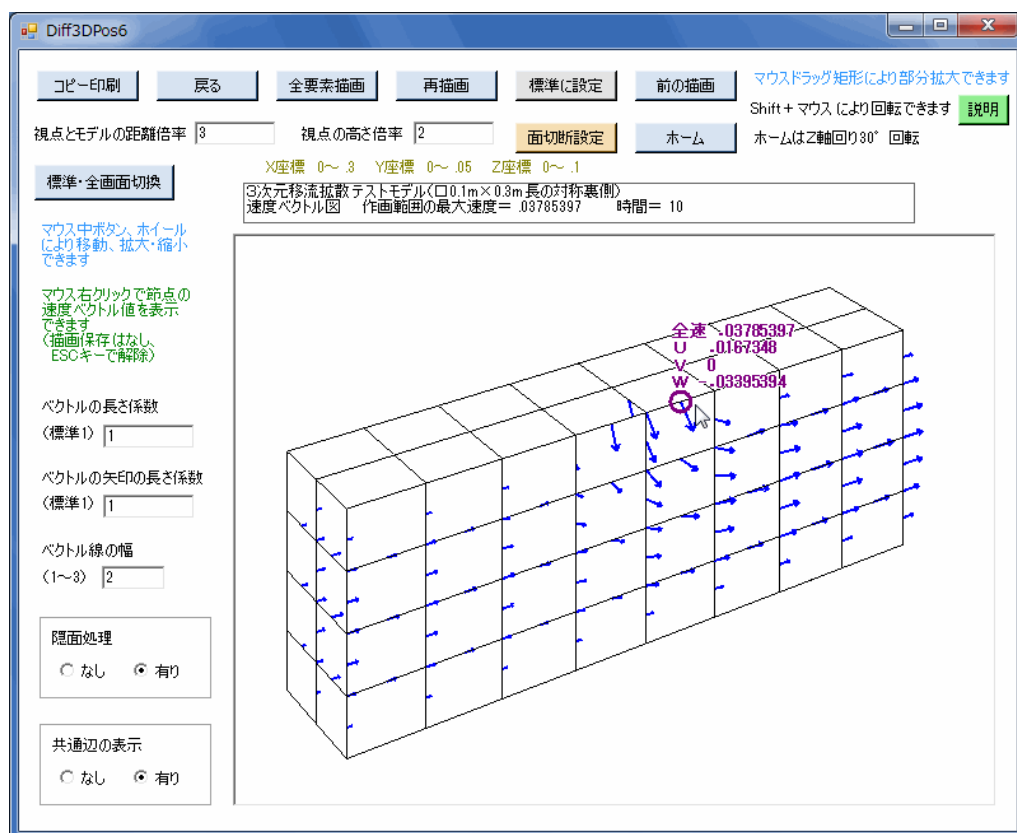 Diff3DPos6
コピー印刷
戻る
全要素描画
再描画
標準に設定
前の描画
マウスドラッグ矩形により部分拡大できます
Shift+マウス により回転できます
説明
視点とモデルの距離倍率 3
視点の高さ倍率 2
面切断設定
ホーム
ホームはZ軸回り30° 回転
標準・全画面切換
X座標 0～ .3 Y座標 0～ .05 Z座標 0～ .1
3次元移流拡散テストモデル(口0.1m×0.3m長の対称裏側)
速度ベクトル図 作画範囲の最大速度= .03785397 時間= 10
マウス中ボタン、ホイール
により移動、拡大・縮小
できます
マウス右クリックで節点の
速度ベクトル値を表示
できます
(描画保存はなし、
ESCキーで解除)
全速 .03785397
U .0167348
V 0
W -.03395394
ベクトルの長さ係数
(標準1) 1
ベクトルの矢印の長さ係数
(標準1) 1
ベクトル線の幅
(1～3) 2
隠面処理
なし 有り
共通辺の表示
なし 有り